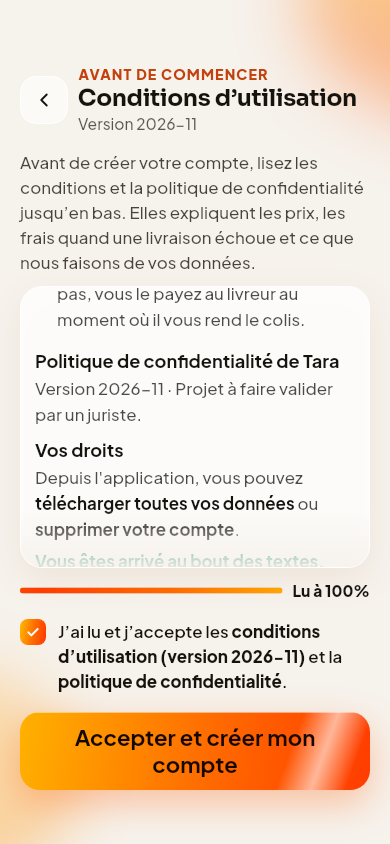 AVANT DE COMMENCER
Conditions d’utilisation
Version 2026-11
Avant de créer votre compte, lisez les
conditions et la politique de confidentialité
jusqu’en bas. Elles expliquent les prix, les
frais quand une livraison échoue et ce que
nous faisons de vos données.
pas, vous le payez au livreur au
moment où il vous rend le colis.
Politique de confidentialité de Tara
Version 2026-11 · Projet à faire valider
par un juriste.
Vos droits
Depuis l'application, vous pouvez
télécharger toutes vos données ou
supprimer votre compte.
Vous êtes arrivé au bout des textes.
Lu à 100%
J’ai lu et j’accepte les conditions
d’utilisation (version 2026-11) et la
politique de confidentialité.
Accepter et créer mon
compte